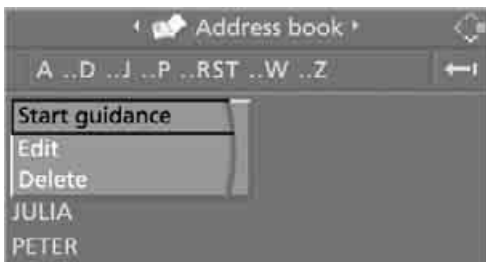 Address book
A ..D ..J ..P ..RST ..W ..Z
Start guidance
Edit
Delete
JULIA
PETER